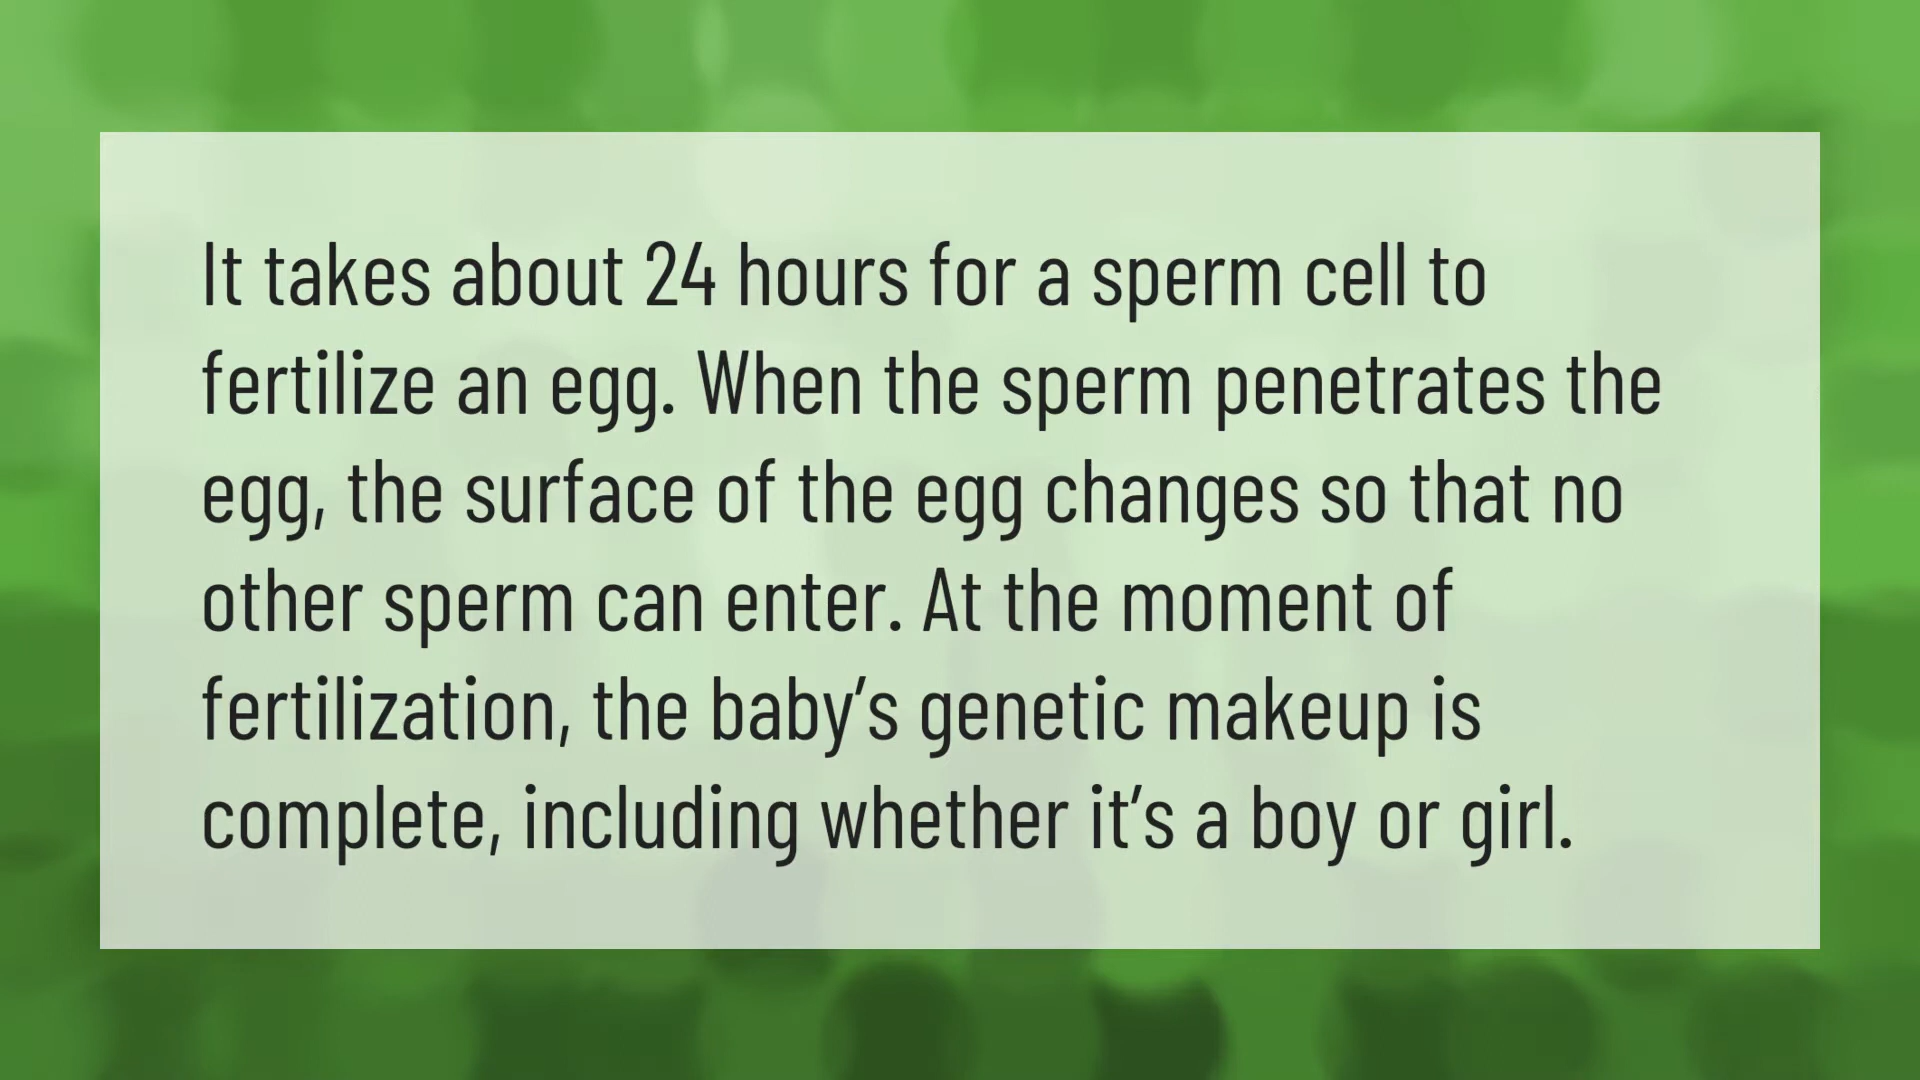 It takes about 24 hours for a sperm cell to
fertilize an egg. When the sperm penetrates the
egg, the surface of the egg changes so that no
other sperm can enter. At the moment of
fertilization, the baby’s genetic makeup is
complete, including whether it’s a boy or girl.